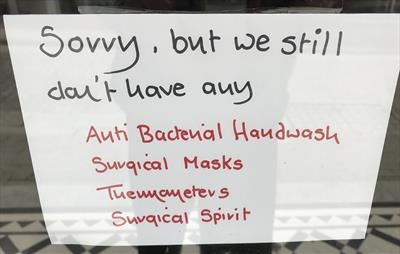 Sorry, but we still
don't have any
Anti Bacterial Handwash
Surgical Masks
Thermometers
Surgical Spirit